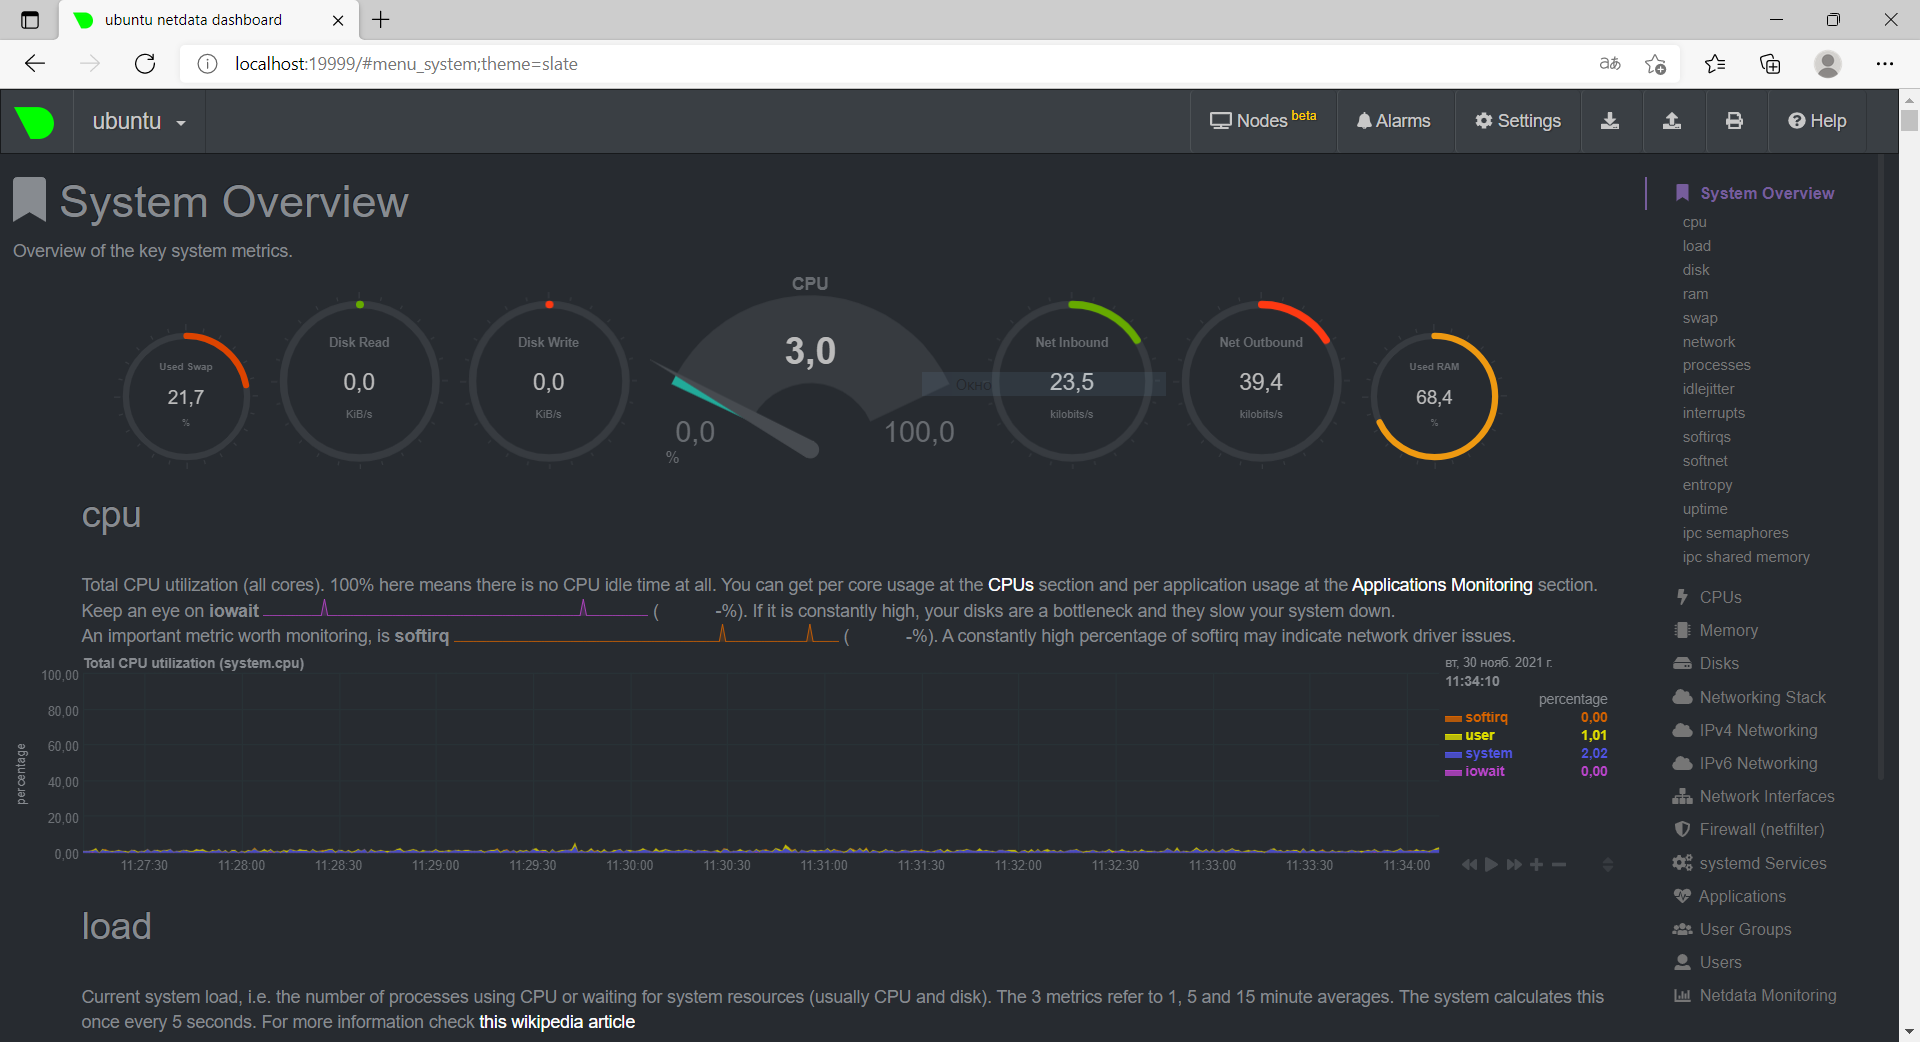 ubuntu netdata dashboard
localhost:19999/#menu_system;theme=slate
aあ
ubuntu
Nodes beta
Alarms
Settings
Help
System Overview
Overview of the key system metrics.
CPU
Used Swap
21,7
%
Disk Read
0,0
KiB/s
Disk Write
0,0
KiB/s
3,0
0,0
100,0
%
Окно
Net Inbound
23,5
kilobits/s
Net Outbound
39,4
kilobits/s
Used RAM
68,4
%
cpu
Total CPU utilization (all cores). 100% here means there is no CPU idle time at all. You can get per core usage at the CPUs section and per application usage at the Applications Monitoring section.
Keep an eye on iowait ( -%). If it is constantly high, your disks are a bottleneck and they slow your system down.
An important metric worth monitoring, is softirq ( -%). A constantly high percentage of softirq may indicate network driver issues.
Total CPU utilization (system.cpu)
вт, 30 нояб. 2021 г.
11:34:10
percentage
softirq 0,00
user 1,01
system 2,02
iowait 0,00
percentage
100,00
80,00
60,00
40,00
20,00
0,00
11:27:30 11:28:00 11:28:30 11:29:00 11:29:30 11:30:00 11:30:30 11:31:00 11:31:30 11:32:00 11:32:30 11:33:00 11:33:30 11:34:00
load
Current system load, i.e. the number of processes using CPU or waiting for system resources (usually CPU and disk). The 3 metrics refer to 1, 5 and 15 minute averages. The system calculates this
once every 5 seconds. For more information check this wikipedia article
System Overview
cpu
load
disk
ram
swap
network
processes
idlejitter
interrupts
softirqs
softnet
entropy
uptime
ipc semaphores
ipc shared memory
CPUs
Memory
Disks
Networking Stack
IPv4 Networking
IPv6 Networking
Network Interfaces
Firewall (netfilter)
systemd Services
Applications
User Groups
Users
Netdata Monitoring